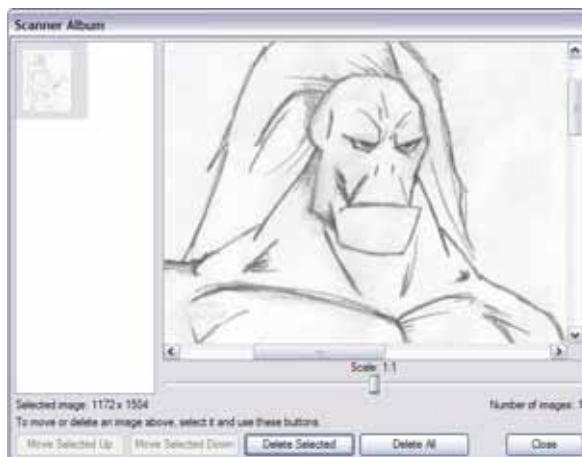 Scanner Album
Scale: 1:1
Selected image: 1172 x 1504
Number of images: 1
To move or delete an image above, select it and use these buttons.
Move Selected Up
Move Selected Down
Delete Selected
Delete All
Close